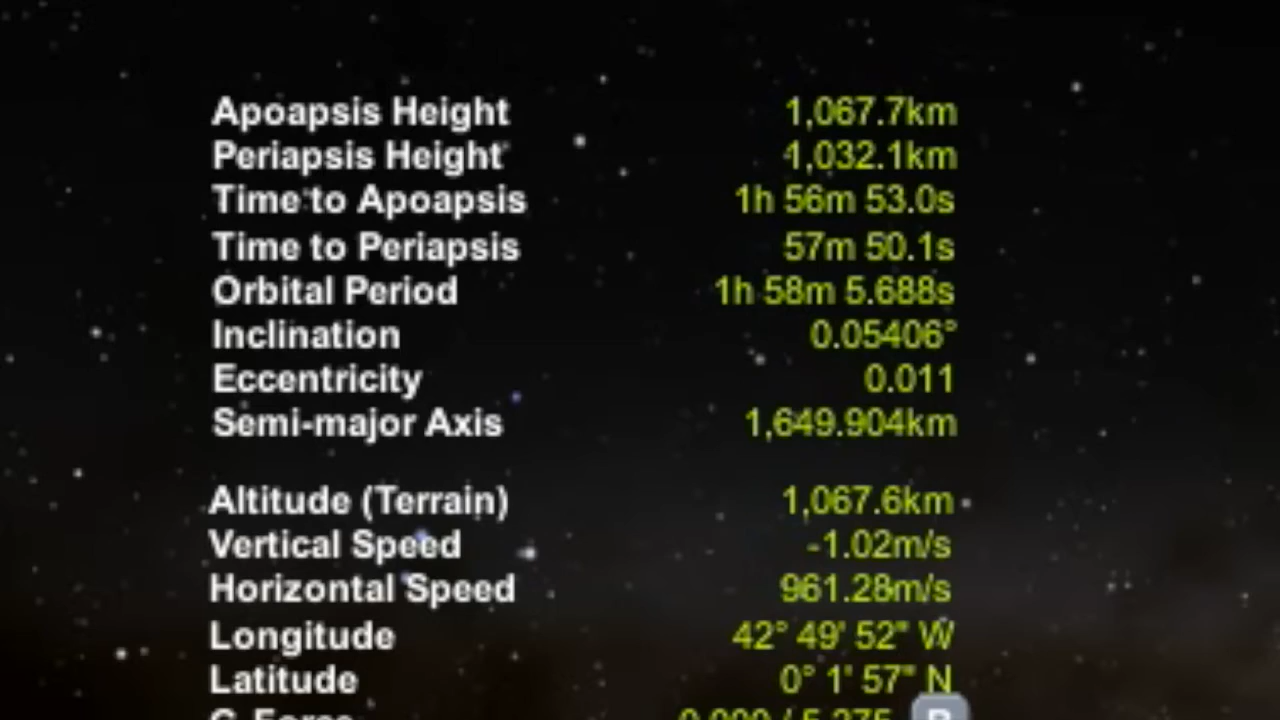 Apoapsis Height 1,067.7km
Periapsis Height 1,032.1km
Time to Apoapsis 1h 56m 53.0s
Time to Periapsis 57m 50.1s
Orbital Period 1h 58m 5.688s
Inclination 0.05406°
Eccentricity 0.011
Semi-major Axis 1,649.904km
Altitude (Terrain) 1,067.6km
Vertical Speed -1.02m/s
Horizontal Speed 961.28m/s
Longitude 42° 49' 52" W
Latitude 0° 1' 57" N
G-Force